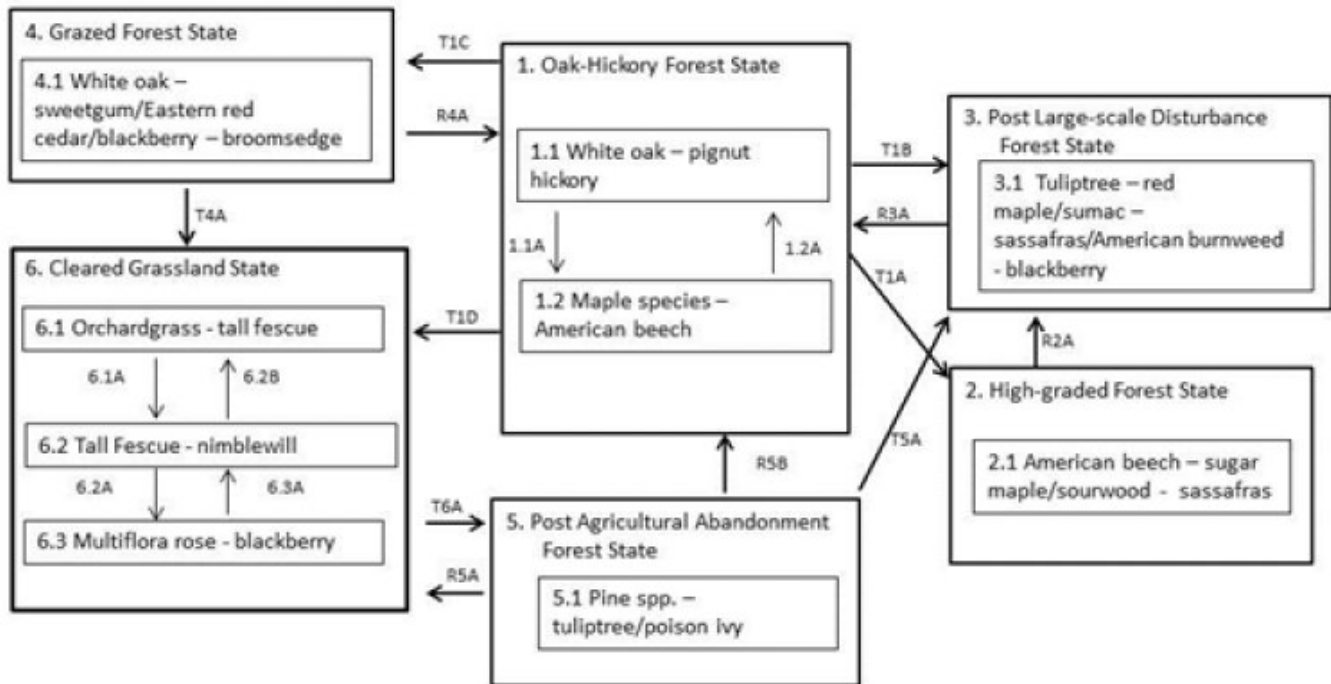 4. Grazed Forest State
4.1 White oak –
sweetgum/Eastern red
cedar/blackberry – broomsedge
T1C
R4A
T4A
1. Oak-Hickory Forest State
1.1 White oak – pignut
hickory
1.1A
1.2A
1.2 Maple species –
American beech
T1B
R3A
T1A
3. Post Large-scale Disturbance
Forest State
3.1 Tuliptree – red
maple/sumac –
sassafras/American burnweed
- blackberry
R2A
2. High-graded Forest State
2.1 American beech – sugar
maple/sourwood - sassafras
6. Cleared Grassland State
6.1 Orchardgrass - tall fescue
6.1A
6.2B
6.2 Tall Fescue - nimblewill
6.2A
6.3A
6.3 Multiflora rose - blackberry
T1D
T6A
R5A
R5B
T5A
5. Post Agricultural Abandonment
Forest State
5.1 Pine spp. –
tuliptree/poison ivy